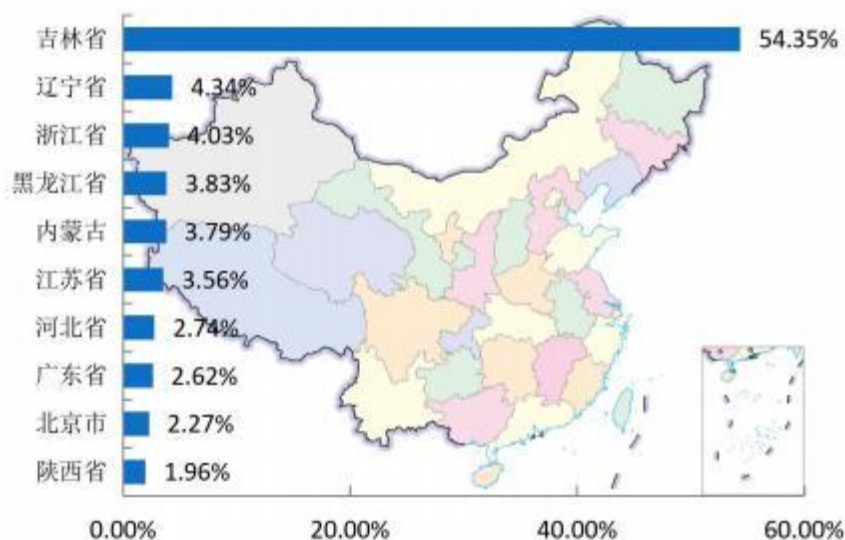 吉林省 54.35%
辽宁省 4.34%
浙江省 4.03%
黑龙江省 3.83%
内蒙古 3.79%
江苏省 3.56%
河北省 2.74%
广东省 2.62%
北京市 2.27%
陕西省 1.96%
0.00% 20.00% 40.00% 60.00%